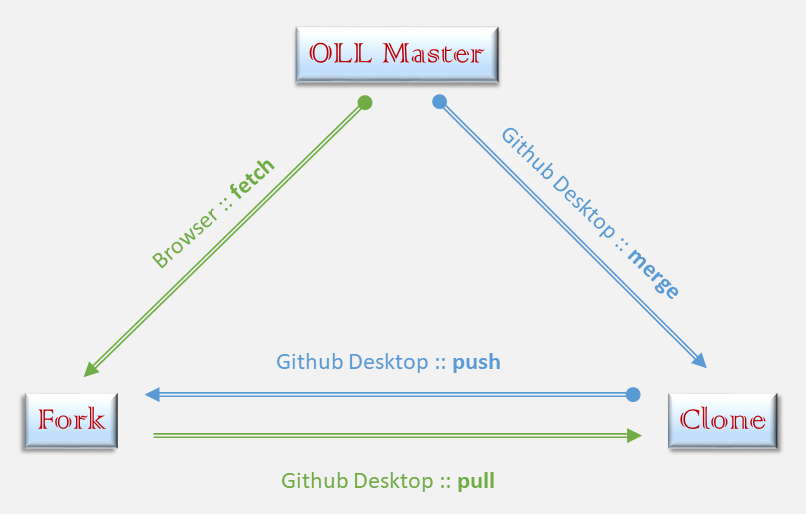 OLL Master
Browser :: fetch
Github Desktop :: merge
Github Desktop :: push
Fork
Clone
Github Desktop :: pull